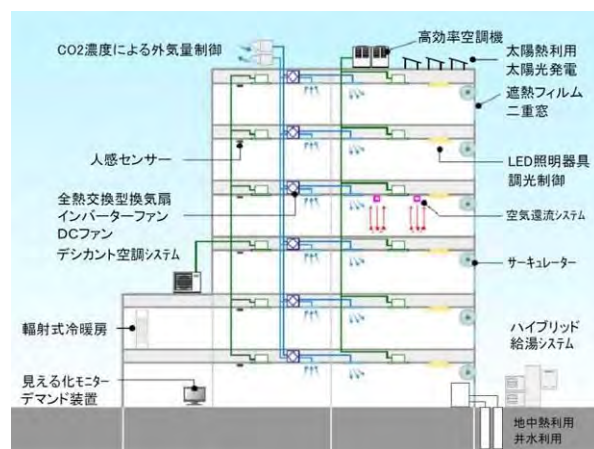 CO2濃度による外気量制御
高効率空調機
太陽熱利用
太陽光発電
遮熱フィルム
二重窓
人感センサー
LED照明器具
調光制御
全熱交換型換気扇
インバーターファン
DCファン
デシカント空調システム
空気還流システム
サーキュレーター
輻射式冷暖房
ハイブリッド
給湯システム
見える化モニター
デマンド装置
地中熱利用
井水利用